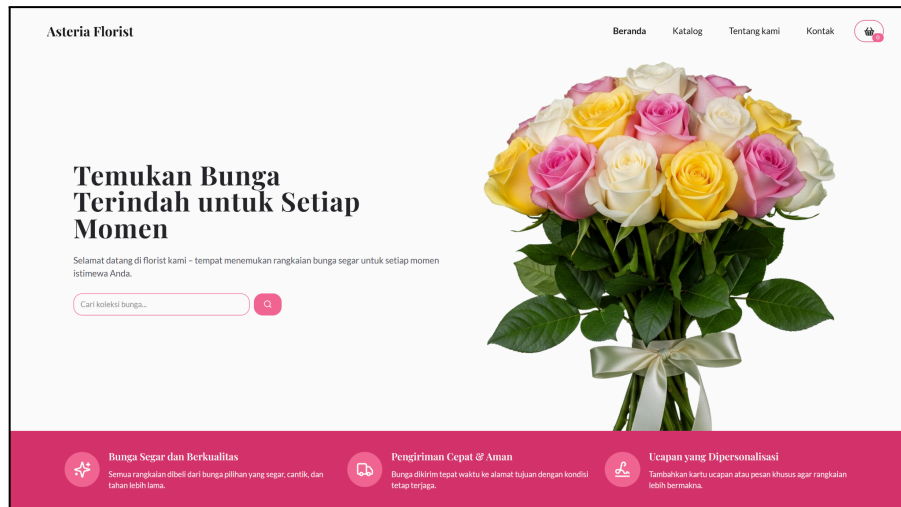 Asteria Florist
Beranda Katalog Tentang kami Kontak
0
Temukan Bunga
Terindah untuk Setiap
Momen
Selamat datang di florist kami – tempat menemukan rangkaian bunga segar untuk setiap momen
istimewa Anda.
Cari koleksi bunga...
Bunga Segar dan Berkualitas
Semua rangkaian dibeli dari bunga pilihan yang segar, cantik, dan
tahan lebih lama.
Pengiriman Cepat & Aman
Bunga dikirim tepat waktu ke alamat tujuan dengan kondisi
tetap terjaga.
Ucapan yang Dipersonalisasi
Tambahkan kartu ucapan atau pesan khusus agar rangkaian
lebih bermakna.